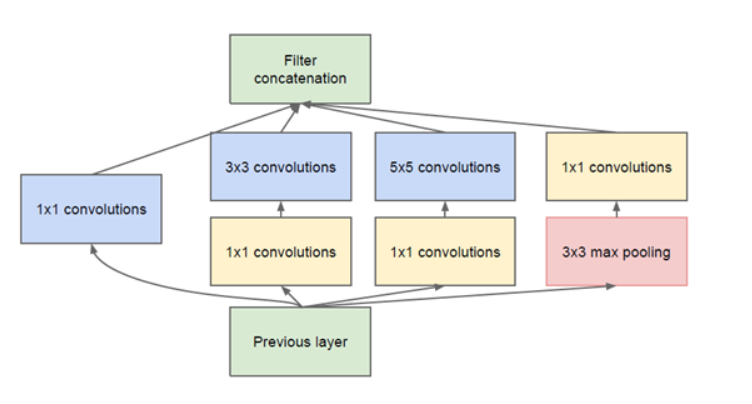 Filter
concatenation
3x3 convolutions
5x5 convolutions
1x1 convolutions
1x1 convolutions
1x1 convolutions
1x1 convolutions
3x3 max pooling
Previous layer